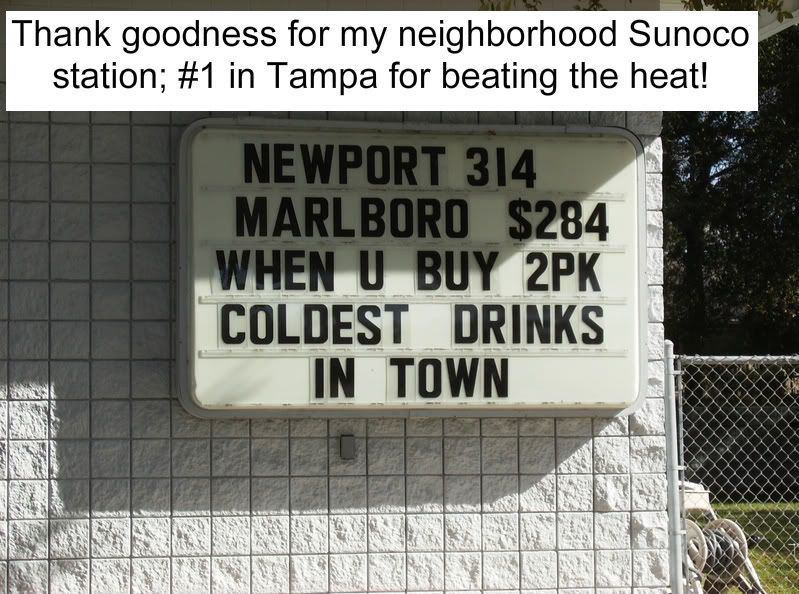 Thank goodness for my neighborhood Sunoco
station; #1 in Tampa for beating the heat!
NEWPORT 314
MARLBORO $284
WHEN U BUY 2PK
COLDEST DRINKS
IN TOWN